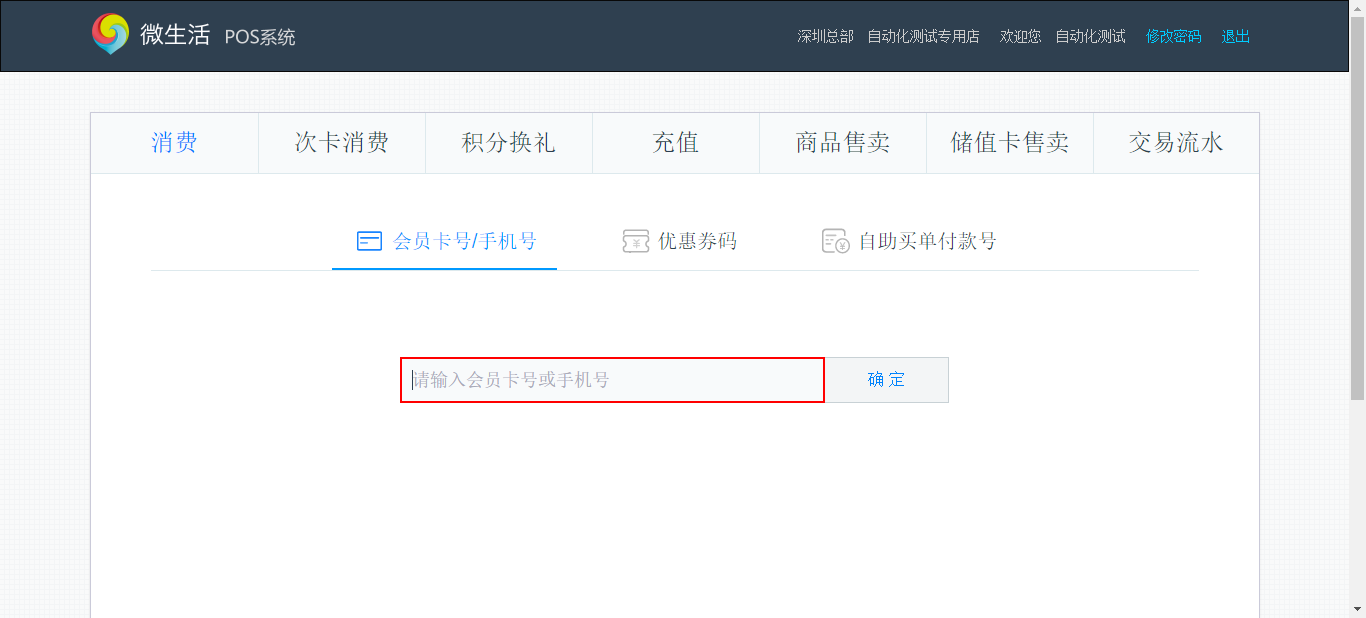 微生活 POS系统 深圳总部 自动化测试专用店 欢迎您 自动化测试 修改密码 退出
消费 次卡消费 积分换礼 充值 商品售卖 储值卡售卖 交易流水
会员卡号/手机号 优惠券码 自助买单付款号
请输入会员卡号或手机号 确 定